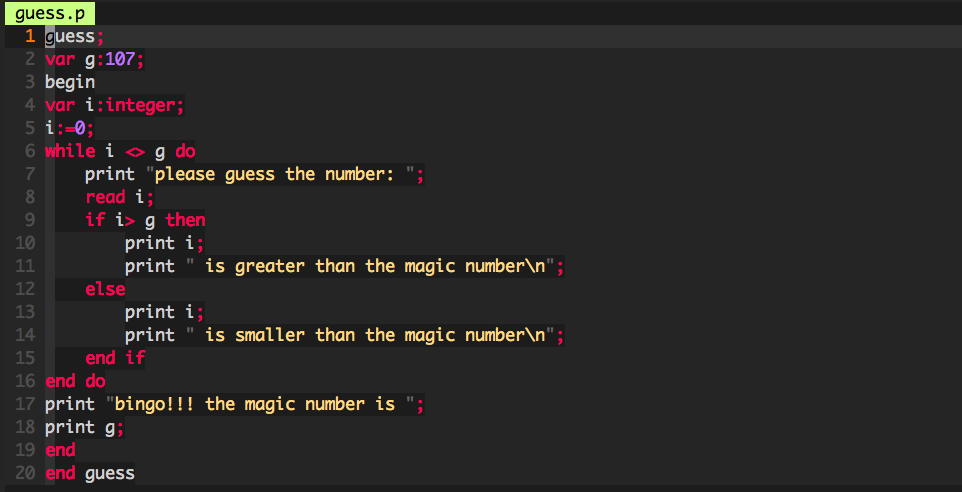 guess.p
1 guess;
2 var g:107;
3 begin
4 var i:integer;
5 i:=0;
6 while i <> g do
7     print "please guess the number: ";
8     read i;
9     if i> g then
10         print i;
11         print " is greater than the magic number\n";
12     else
13         print i;
14         print " is smaller than the magic number\n";
15     end if
16 end do
17 print "bingo!!! the magic number is ";
18 print g;
19 end
20 end guess